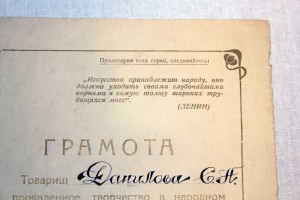 Пролетарии всех стран, соединяйтесь!
„Искусство принадлежит народу, оно
должно уходить своими глубочайшими
корнями в самую толщу широких тру-
дящихся масс".
(ЛЕНИН)
ГРАМОТА
Товарищ Данилова С.П.
проявленное творчество в народном